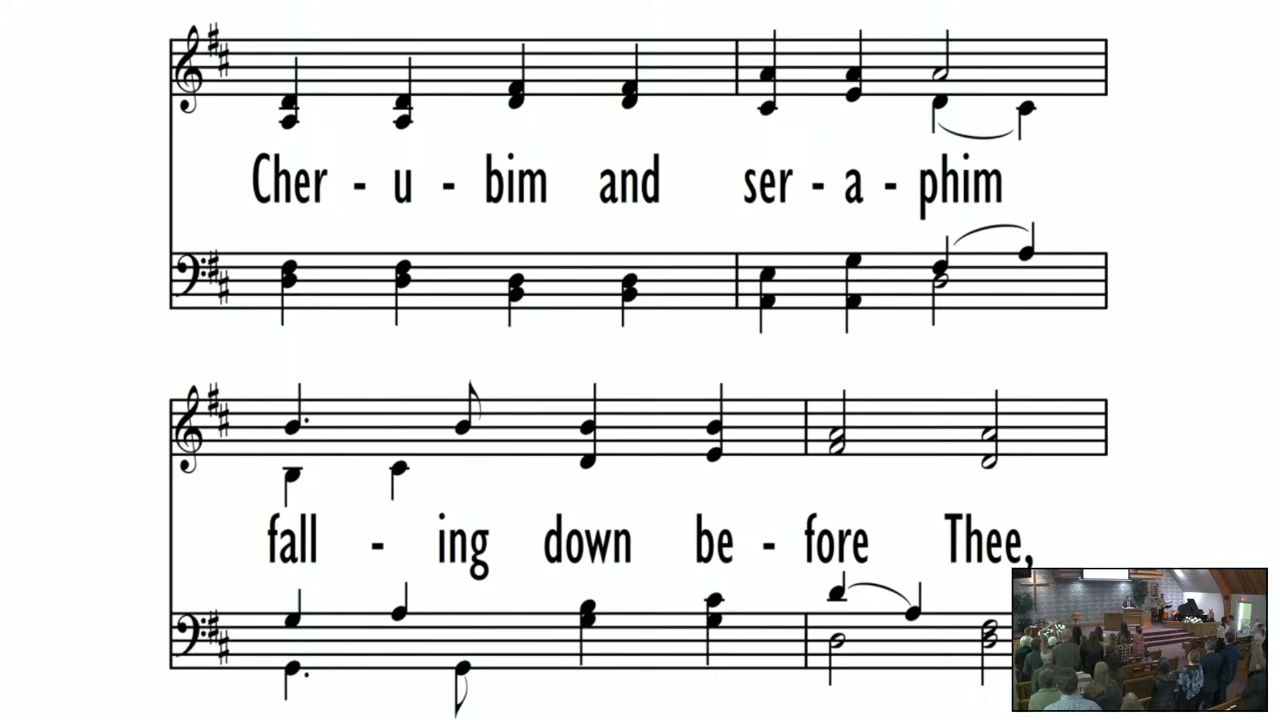 Cher - u - bim and ser - a - phim
fall - ing down be - fore Thee,